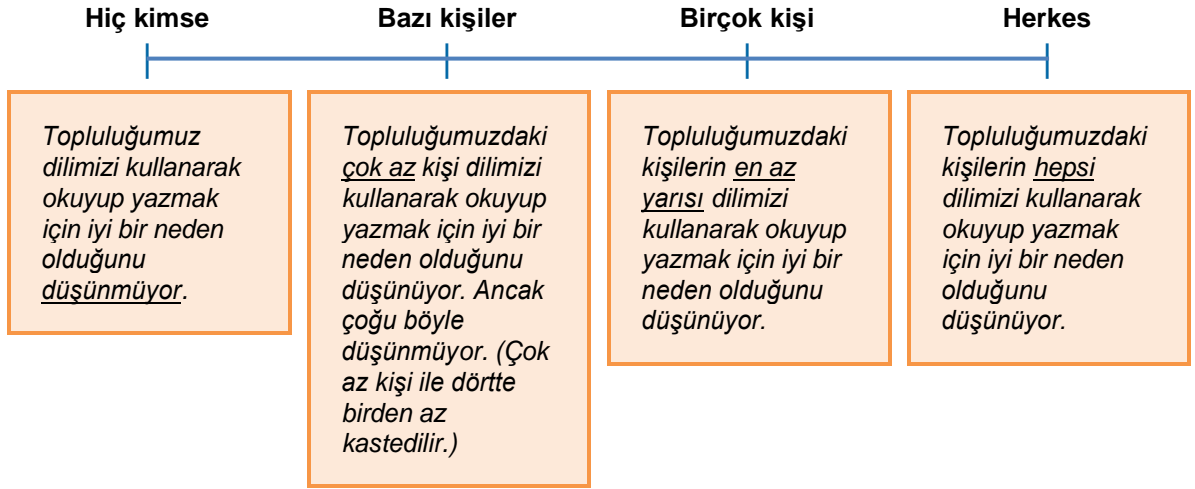 Hiç kimse
Bazı kişiler
Birçok kişi
Herkes
Topluluğumuz
dilimizi kullanarak
okuyup yazmak
için iyi bir neden
olduğunu
düşünmüyor.
Topluluğumuzdaki
çok az kişi dilimizi
kullanarak okuyup
yazmak için iyi bir
neden olduğunu
düşünüyor. Ancak
çoğu böyle
düşünmüyor. (Çok
az kişi ile dörtte
birden az
kastedilir.)
Topluluğumuzdaki
kişilerin en az
yarısı dilimizi
kullanarak okuyup
yazmak için iyi bir
neden olduğunu
düşünüyor.
Topluluğumuzdaki
kişilerin hepsi
dilimizi kullanarak
okuyup yazmak
için iyi bir neden
olduğunu
düşünüyor.